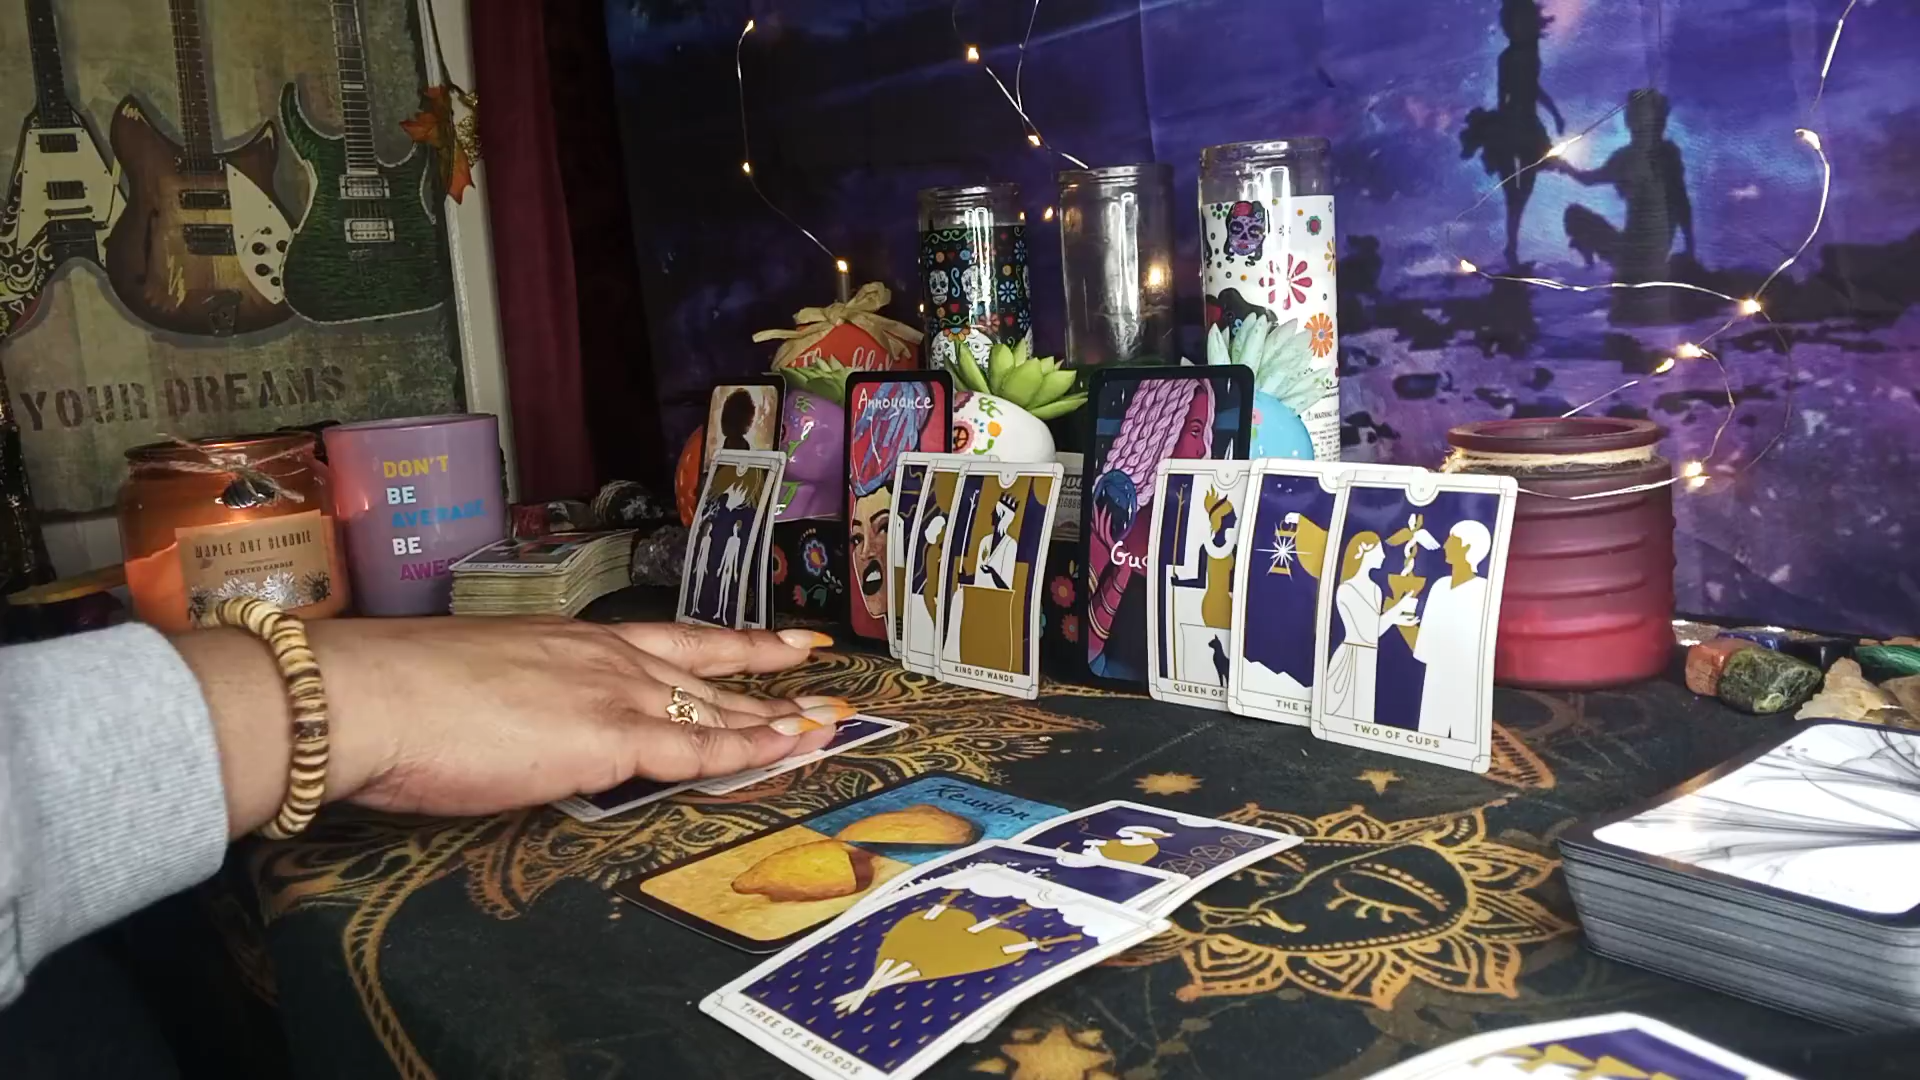 YOUR DREAMS
DON'T
BE
AVERAGE
BE
MAPLE NUT BLONDIE
SCENTED CANDLE
THE EMPEROR
Annoyance
KING OF WANDS
QUEEN OF
TWO OF CUPS
Reunion
THREE OF SWORDS